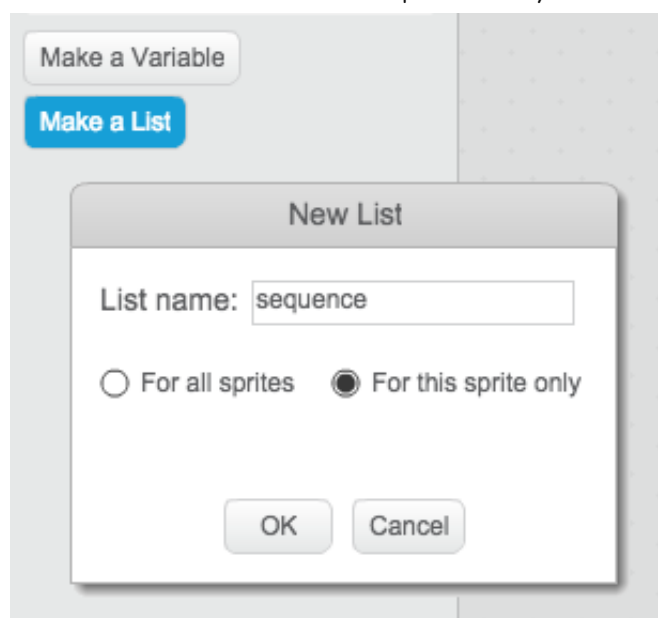 Make a Variable
Make a List
New List
List name: sequence
For all sprites For this sprite only
OK Cancel